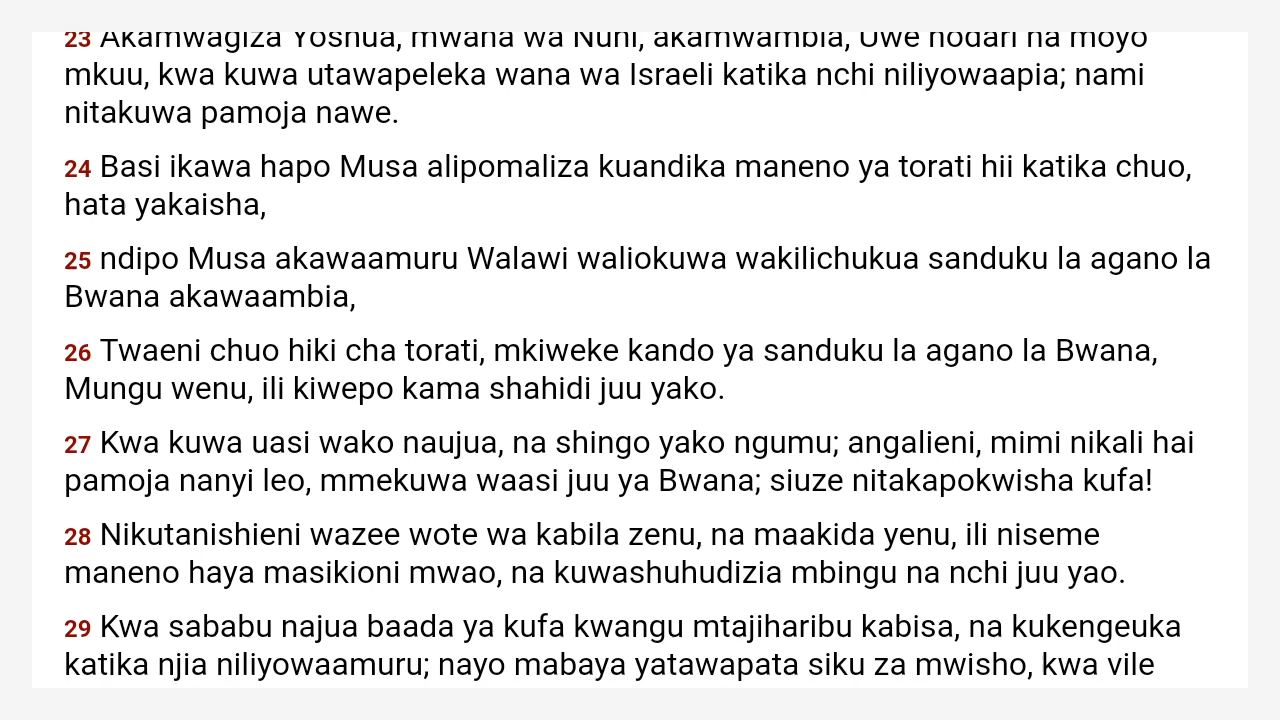 23 Akamwagiza Yoshua, mwana wa Nuni, akamwambia, Uwe hodari na moyo
mkuu, kwa kuwa utawapeleka wana wa Israeli katika nchi niliyowaapia; nami
nitakuwa pamoja nawe.
24 Basi ikawa hapo Musa alipomaliza kuandika maneno ya torati hii katika chuo,
hata yakaisha,
25 ndipo Musa akawaamuru Walawi waliokuwa wakilichukua sanduku la agano la
Bwana akawaambia,
26 Twaeni chuo hiki cha torati, mkiweke kando ya sanduku la agano la Bwana,
Mungu wenu, ili kiwepo kama shahidi juu yako.
27 Kwa kuwa uasi wako naujua, na shingo yako ngumu; angalieni, mimi nikali hai
pamoja nanyi leo, mmekuwa waasi juu ya Bwana; siuze nitakapokwisha kufa!
28 Nikutanishieni wazee wote wa kabila zenu, na maakida yenu, ili niseme
maneno haya masikioni mwao, na kuwashuhudizia mbingu na nchi juu yao.
29 Kwa sababu najua baada ya kufa kwangu mtajiharibu kabisa, na kukengeuka
katika njia niliyowaamuru; nayo mabaya yatawapata siku za mwisho, kwa vile